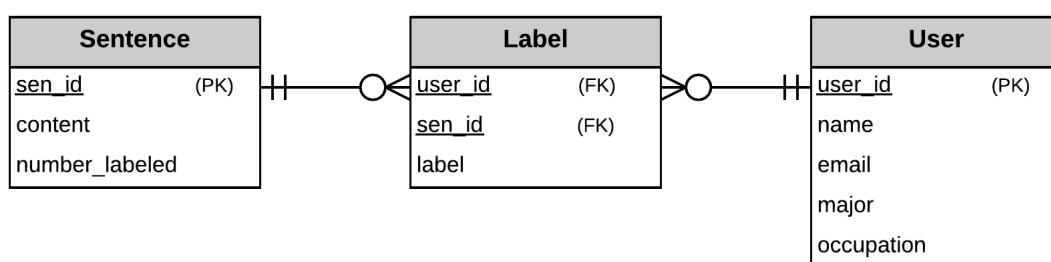 Sentence
sen_id (PK)
content
number_labeled
Label
user_id (FK)
sen_id (FK)
label
User
user_id (PK)
name
email
major
occupation